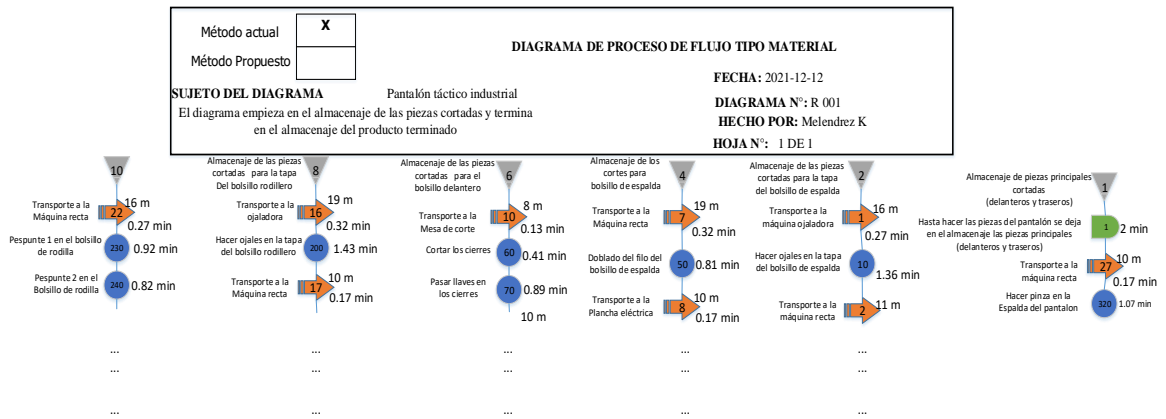 Método actual
X
Método Propuesto
DIAGRAMA DE PROCESO DE FLUJO TIPO MATERIAL
FECHA: 2021-12-12
SUJETO DEL DIAGRAMA
Pantalón táctico industrial
El diagrama empieza en el almacenaje de las piezas cortadas y termina
en el almacenaje del producto terminado
DIAGRAMA N°: R 001
HECHO POR: Melendrez K
HOJA N°: 1 DE 1
10
Transporte a la
Máquina recta
22
16 m
0.27 min
Pespunte 1 en el bolsillo
de rodilla
230
0.92 min
Pespunte 2 en el
Bolsillo de rodilla
240
0.82 min
...
...
...
Almacenaje de las piezas
cortadas para la tapa
Del bolsillo rodillero
8
Transporte a la
ojaladora
16
19 m
0.32 min
Hacer ojales en la tapa
del bolsillo rodillero
200
1.43 min
Transporte a la
Máquina recta
17
10 m
0.17 min
...
...
...
Almacenaje de las piezas
cortadas para el
bolsillo delantero
6
Transporte a la
Mesa de corte
10
8 m
0.13 min
Cortar los cierres
60
0.41 min
Pasar llaves en
los cierres
70
0.89 min
10 m
...
...
...
Almacenaje de los
cortes para
bolsillo de espalda
4
Transporte a la
Máquina recta
7
19 m
0.32 min
Doblado del filo del
bolsillo de espalda
50
0.81 min
Transporte a la
Plancha eléctrica
8
10 m
0.17 min
...
...
...
Almacenaje de las piezas
cortadas para la tapa
del bolsillo de espalda
2
Transporte a la
máquina ojaladora
1
16 m
0.27 min
Hacer ojales en la tapa
del bolsillo de espalda
10
1.36 min
Transporte a la
máquina recta
2
11 m
...
...
...
Almacenaje de piezas principales
cortadas
(delanteros y traseros)
1
Hasta hacer las piezas del pantalón se deja
en el almacenaje las piezas principales
(delanteros y traseros)
1
2 min
Transporte a la
máquina recta
27
10 m
0.17 min
Hacer pinza en la
Espalda del pantalon
320
1.07 min
...
...
...